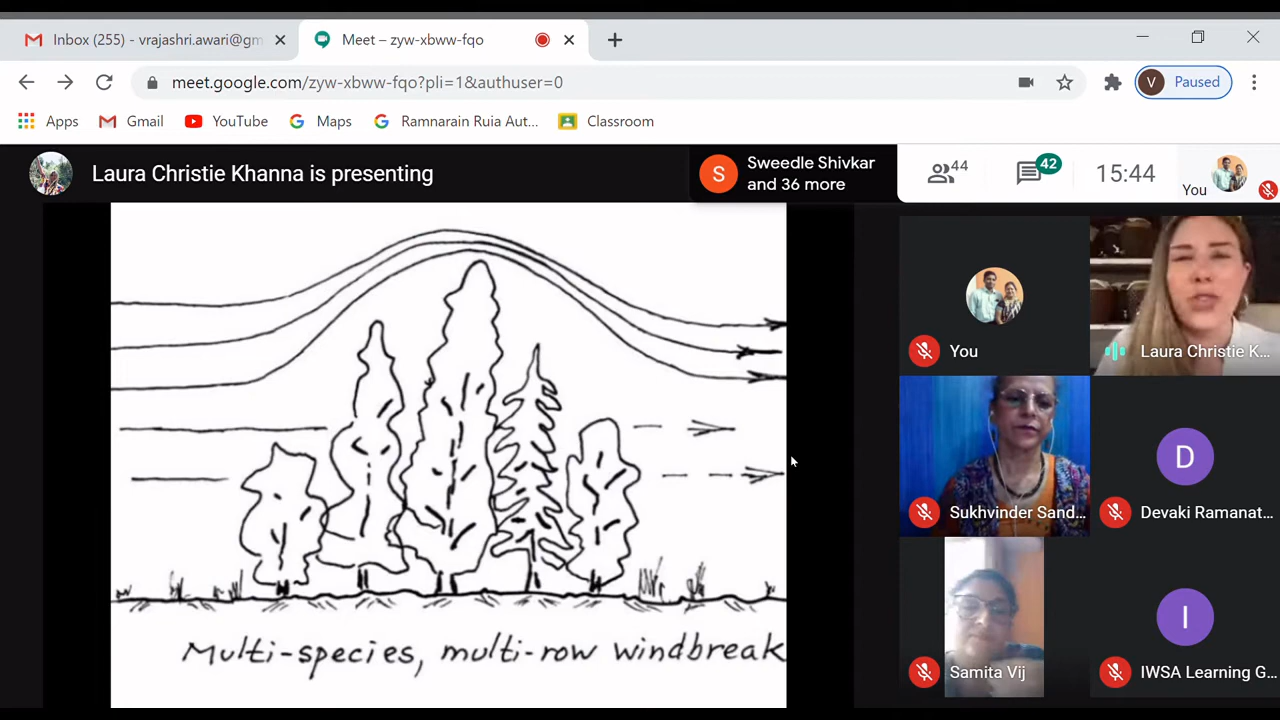 Inbox (255) - vrajashri.awari@gm
Meet – zyw-xbww-fqo
meet.google.com/zyw-xbww-fqo?pli=1&authuser=0
V Paused
Apps
Gmail
YouTube
Maps
Ramnarain Ruia Aut...
Classroom
Laura Christie Khanna is presenting
S
Sweedle Shivkar
and 36 more
44
42
15:44
You
You
Laura Christie K...
Sukhvinder Sand...
D
Devaki Ramanat...
Samita Vij
I
IWSA Learning G...
Multi-species, multi-row windbreak